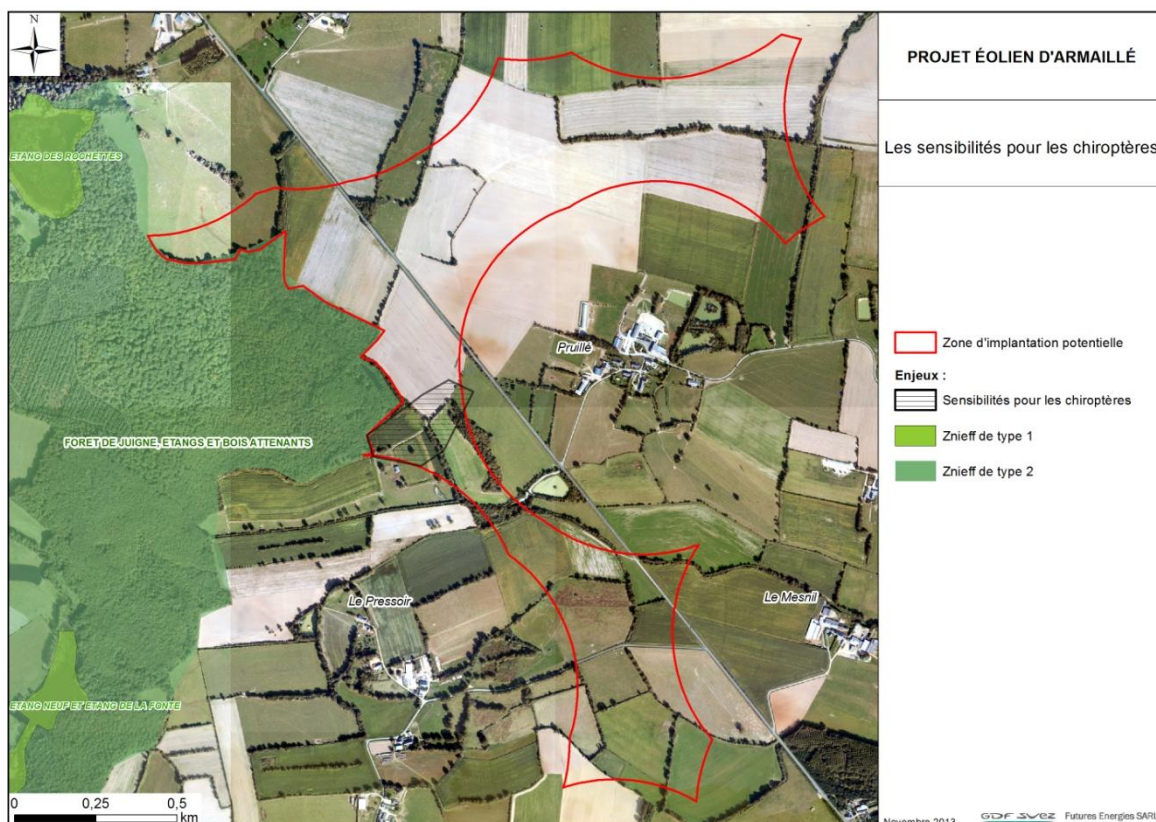 N
ETANG DES ROCHETTES
Pruillé
FORET DE JUIGNE, ETANGS ET BOIS ATTENANTS
Le Pressoir
Le Mesnil
ETANG NEUF ET ETANG DE LA FONTE
0 0,25 0,5
km
PROJET ÉOLIEN D'ARMAILLÉ
Les sensibilités pour les chiroptères
Zone d'implantation potentielle
Enjeux :
Sensibilités pour les chiroptères
Znieff de type 1
Znieff de type 2
Novembre 2013
GDF SUEZ Futures Energies SARL